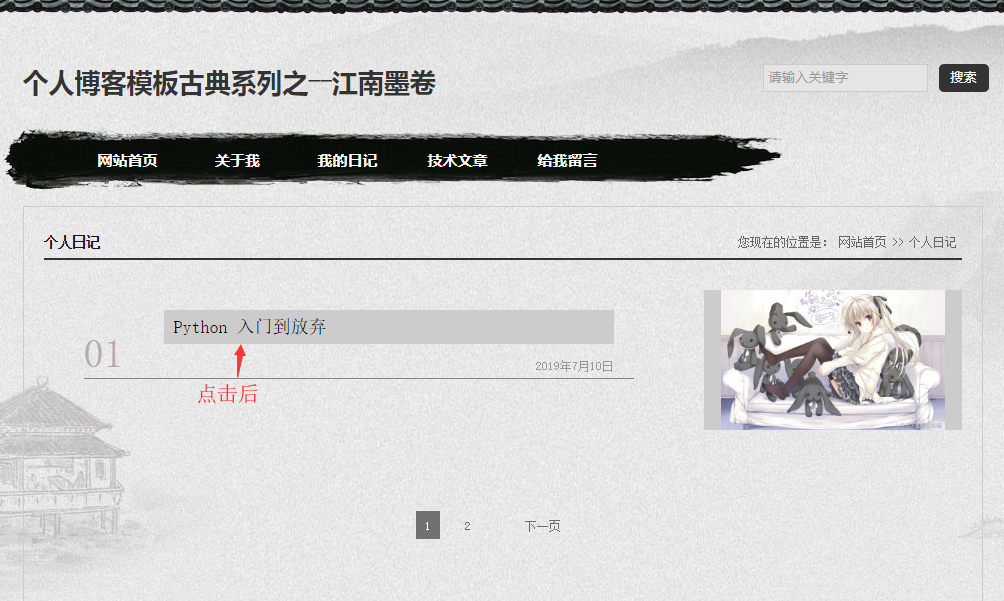 个人博客模板古典系列之—江南墨卷
请输入关键字
搜索
网站首页 关于我 我的日记 技术文章 给我留言
个人日记
您现在的位置是： 网站首页 >> 个人日记
Python 入门到放弃
01
2019年7月10日
点击后
1 2 下一页